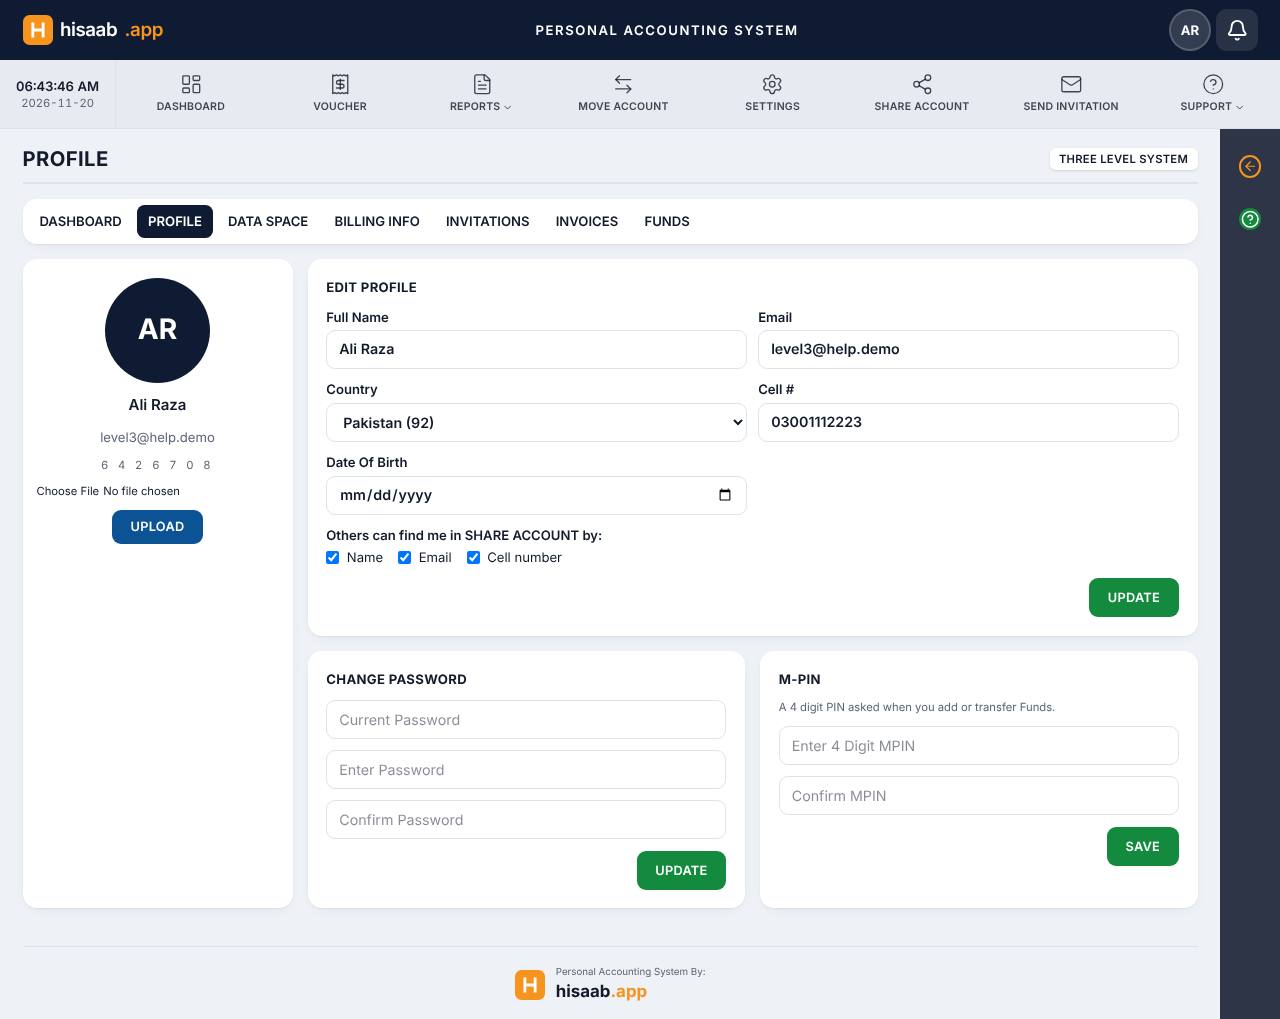 H hisaab .app
PERSONAL ACCOUNTING SYSTEM
AR
06:43:46 AM
2026-11-20
DASHBOARD
VOUCHER
REPORTS
MOVE ACCOUNT
SETTINGS
SHARE ACCOUNT
SEND INVITATION
SUPPORT
PROFILE
THREE LEVEL SYSTEM
DASHBOARD PROFILE DATA SPACE BILLING INFO INVITATIONS INVOICES FUNDS
AR
Ali Raza
level3@help.demo
6 4 2 6 7 0 8
Choose File No file chosen
UPLOAD
EDIT PROFILE
Full Name
Ali Raza
Email
level3@help.demo
Country
Pakistan (92)
Cell #
03001112223
Date Of Birth
mm/dd/yyyy
Others can find me in SHARE ACCOUNT by:
Name Email Cell number
UPDATE
CHANGE PASSWORD
Current Password
Enter Password
Confirm Password
UPDATE
M-PIN
A 4 digit PIN asked when you add or transfer Funds.
Enter 4 Digit MPIN
Confirm MPIN
SAVE
Personal Accounting System By:
H hisaab.app